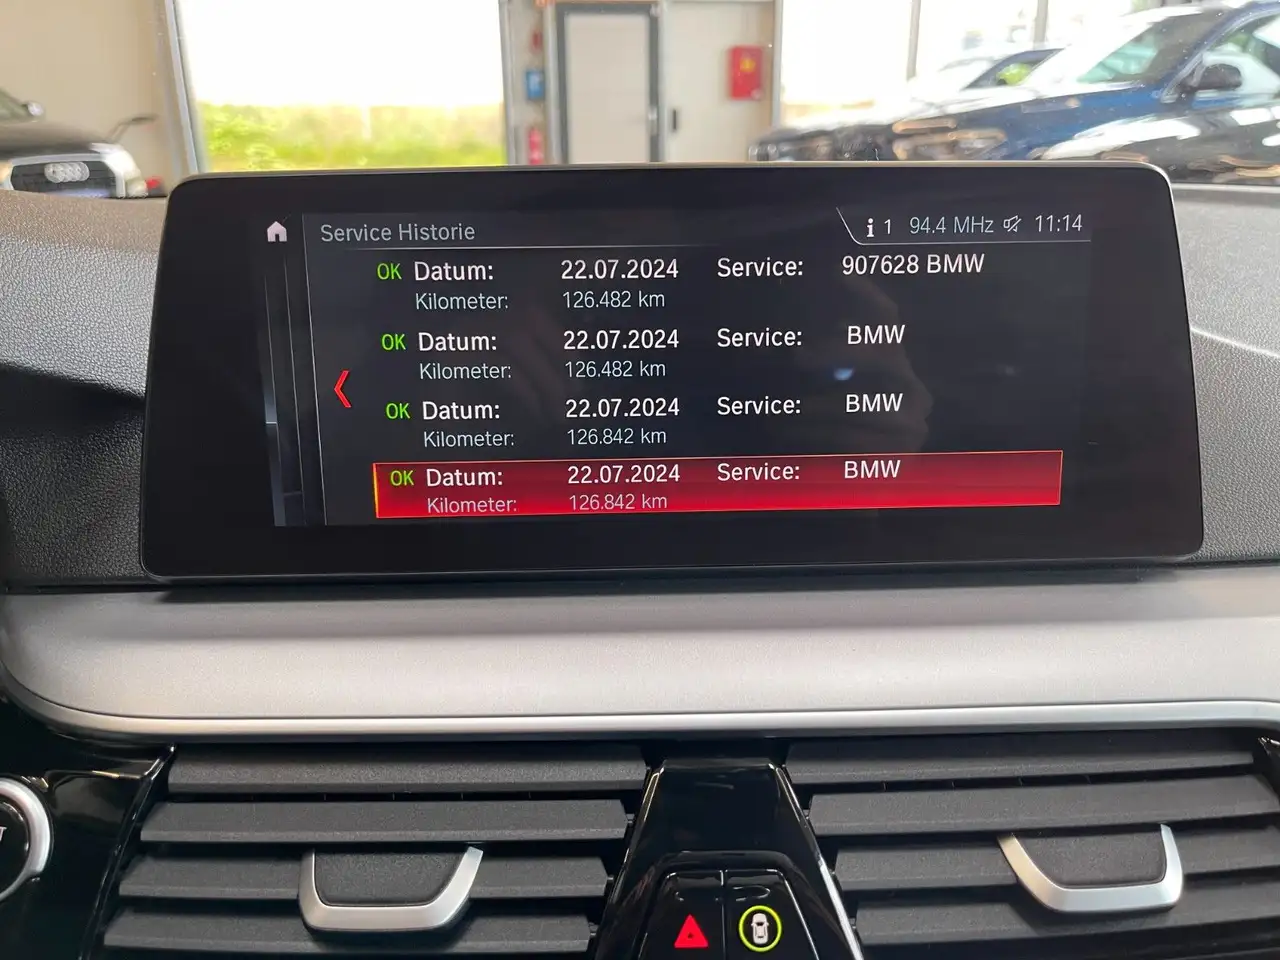 Service Historie
i 1 94.4 MHz 11:14
OK Datum: 22.07.2024 Service: 907628 BMW
Kilometer: 126.482 km
OK Datum: 22.07.2024 Service: BMW
Kilometer: 126.482 km
OK Datum: 22.07.2024 Service: BMW
Kilometer: 126.842 km
OK Datum: 22.07.2024 Service: BMW
Kilometer: 126.842 km